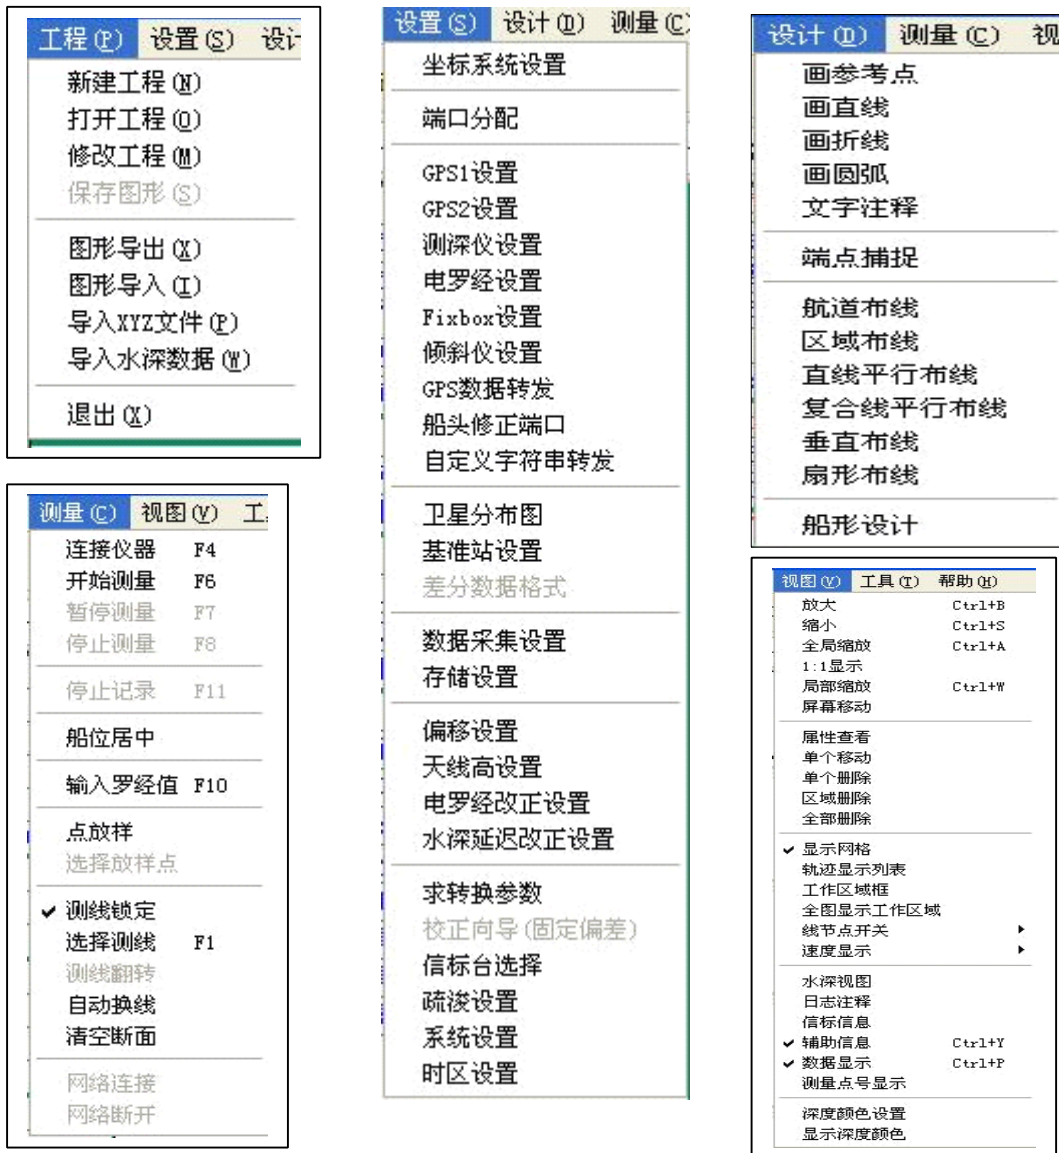 工程(P) 设置(S) 设计
新建工程(N)
打开工程(O)
修改工程(M)
保存图形(S)
图形导出(X)
图形导入(I)
导入XYZ文件(P)
导入水深数据(W)
退出(X)
设置(S) 设计(D) 测量(C)
坐标系统设置
端口分配
GPS1设置
GPS2设置
测深仪设置
电罗经设置
Fixbox设置
倾斜仪设置
GPS数据转发
船头修正端口
自定义字符串转发
卫星分布图
基准站设置
差分数据格式
数据采集设置
存储设置
偏移设置
天线高设置
电罗经改正设置
水深延迟改正设置
求转换参数
校正向导(固定偏差)
信标台选择
疏浚设置
系统设置
时区设置
设计(D) 测量(C) 视
画参考点
画直线
画折线
画圆弧
文字注释
端点捕捉
航道布线
区域布线
直线平行布线
复合线平行布线
垂直布线
扇形布线
船形设计
测量(C) 视图(V) 工
连接仪器 F4
开始测量 F6
暂停测量 F7
停止测量 F8
停止记录 F11
船位居中
输入罗经值 F10
点放样
选择放样点
测线锁定
选择测线 F1
测线翻转
自动换线
清空断面
网络连接
网络断开
视图(V) 工具(T) 帮助(H)
放大 Ctrl+B
缩小 Ctrl+S
全局缩放 Ctrl+A
1:1显示
局部缩放 Ctrl+W
屏幕移动
属性查看
单个移动
单个删除
区域删除
全部删除
显示网格
轨迹显示列表
工作区域框
全图显示工作区域
线节点开关
速度显示
水深视图
日志注释
信标信息
辅助信息 Ctrl+Y
数据显示 Ctrl+P
测量点号显示
深度颜色设置
显示深度颜色